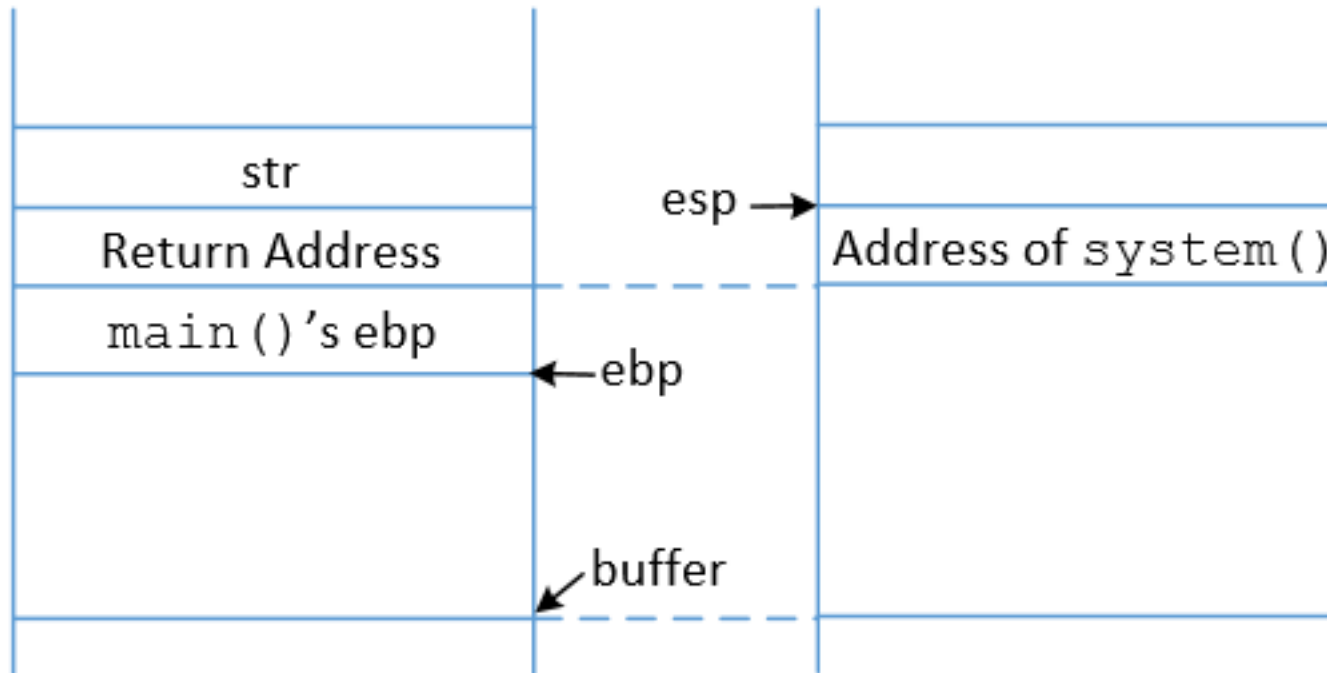 str
esp
Return Address
Address of system()
main()'s ebp
ebp
buffer